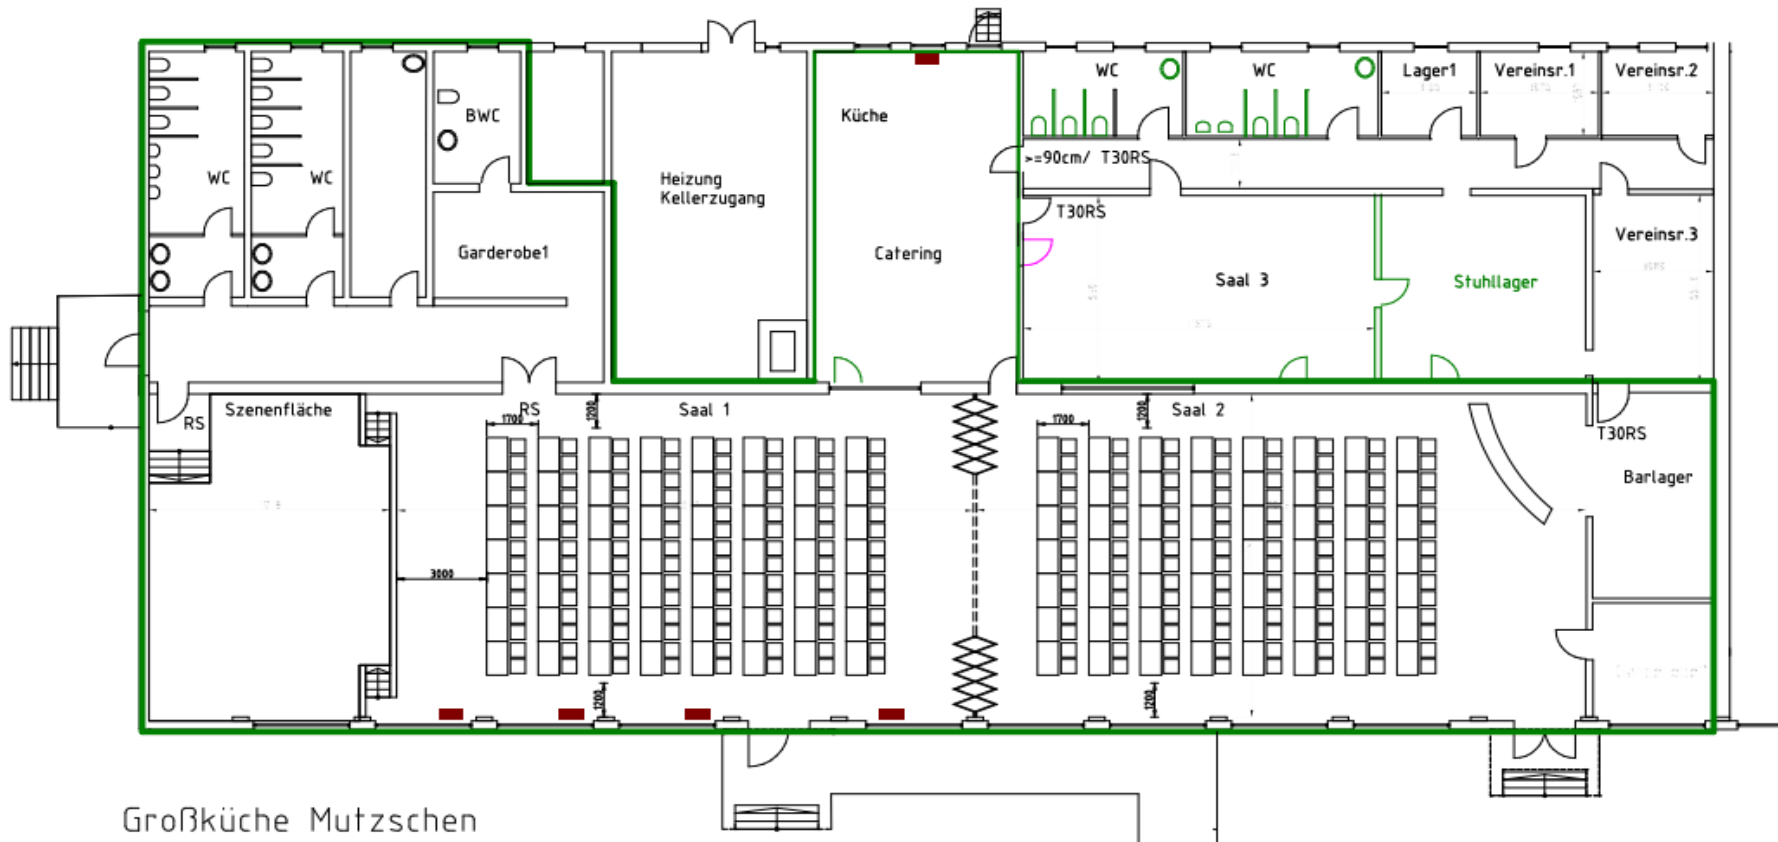 WC
WC
Lager1
Vereinsr.1
Vereinsr.2
BWC
Küche
WC
WC
>=90cm/ T30RS
Heizung
Kellerzugang
T30RS
Garderobe1
Catering
Saal 3
Stuhllager
Vereinsr.3
Szenenfläche
RS
RS
1700
1200
Saal 1
1700
1200
Saal 2
T30RS
Barlager
3000
1200
1200
Großküche Mutzschen